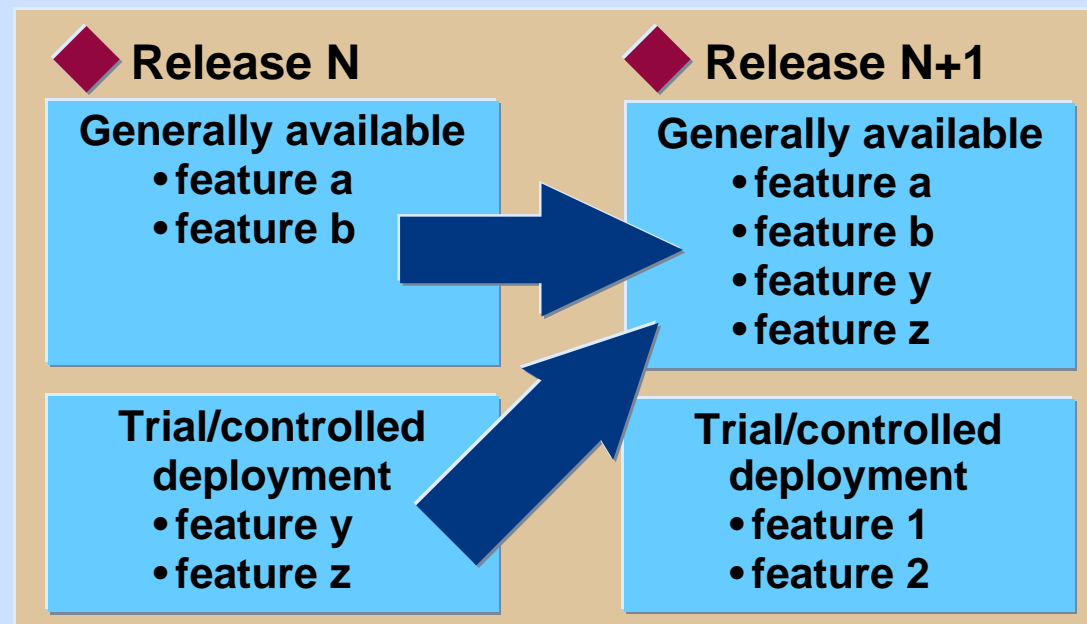 Release N
Generally available
•feature a
•feature b
Trial/controlled
deployment
•feature y
•feature z
Release N+1
Generally available
•feature a
•feature b
•feature y
•feature z
Trial/controlled
deployment
•feature 1
•feature 2